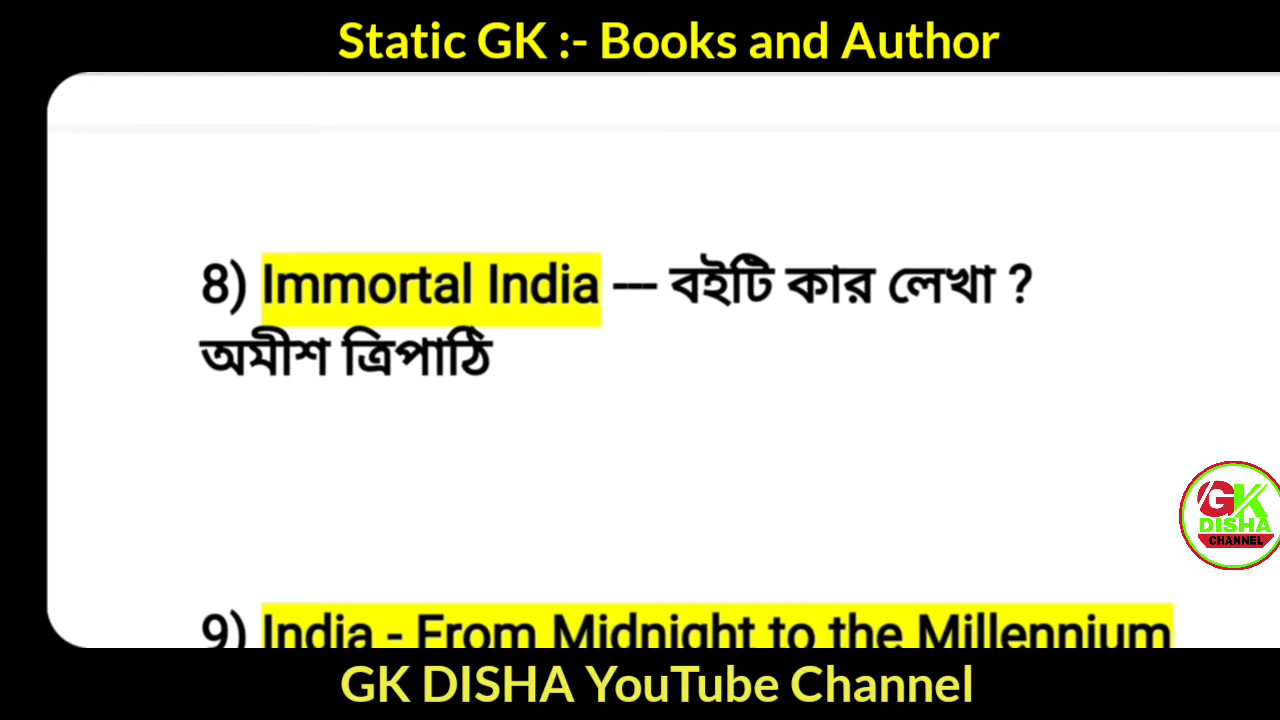 Static GK :- Books and Author
8) Immortal India --- বইটি কার লেখা ?
অমীশ ত্রিপাঠি
GK
DISHA
CHANNEL
9) India - From Midnight to the Millennium
GK DISHA YouTube Channel